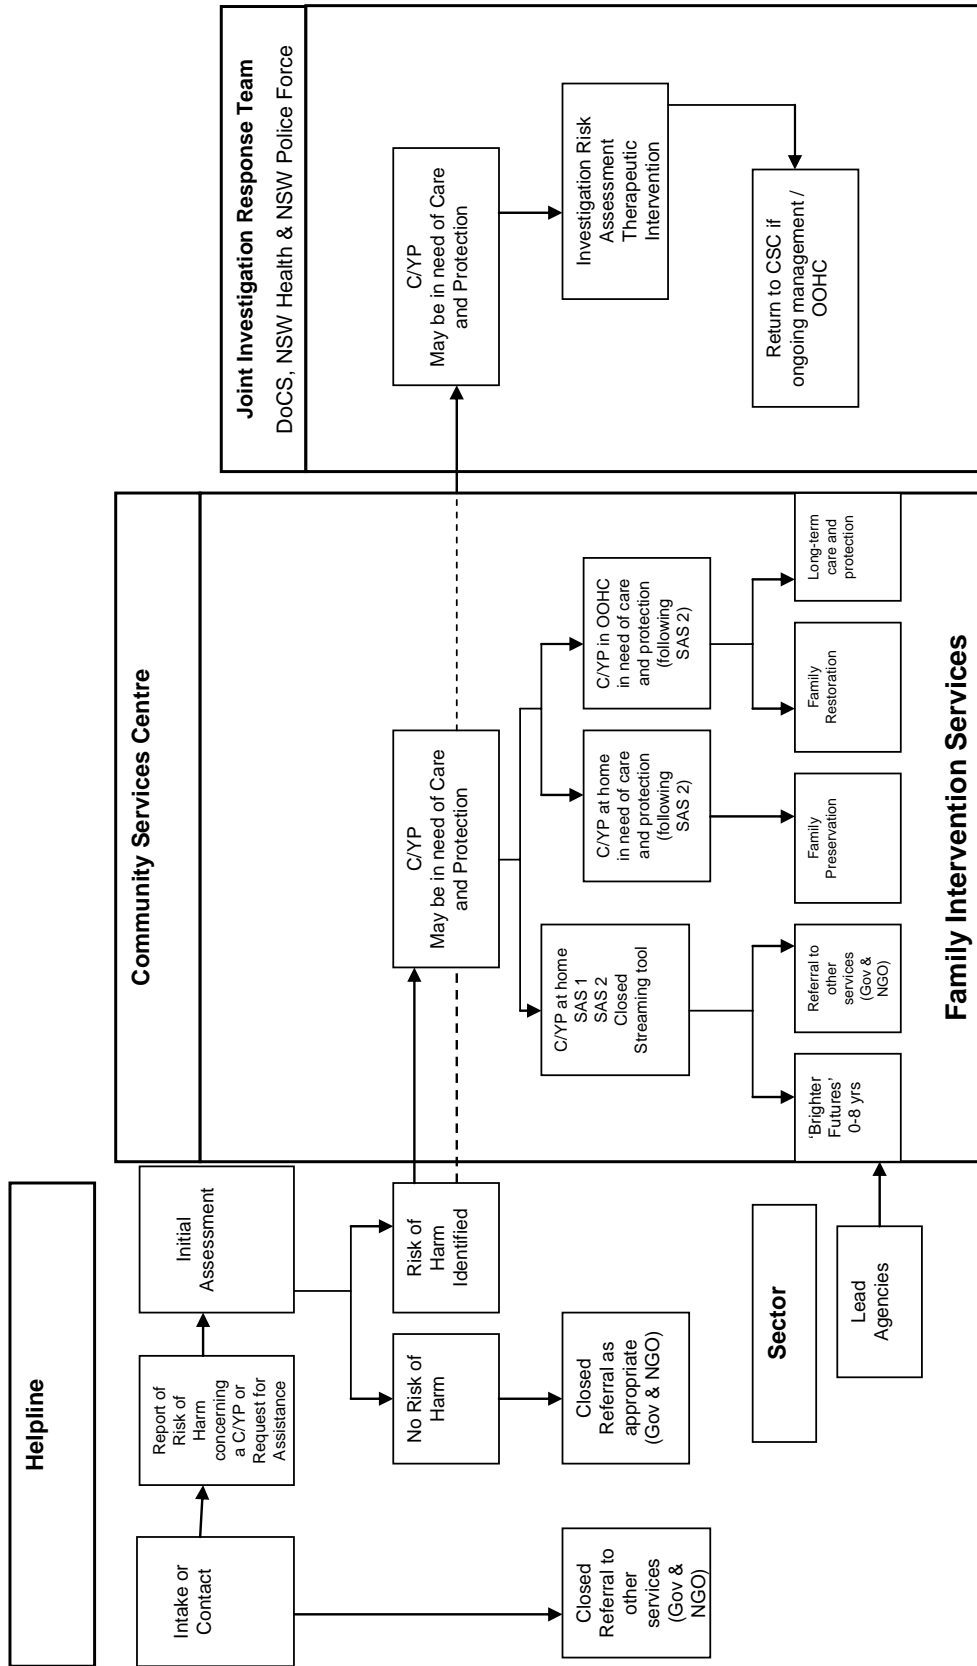 Helpline
Intake or
Contact
Report of
Risk of
Harm
concerning
a C/YP or
Request for
Assistance
Initial
Assessment
No Risk of
Harm
Risk of
Harm
Identified
Closed
Referral to
other
services
(Gov &
NGO)
Closed
Referral as
appropriate
(Gov & NGO)
Sector
Lead
Agencies
Community Services Centre
C/YP
May be in need of Care
and Protection
C/YP at home
SAS 1
SAS 2
Closed
Streaming tool
C/YP at home
in need of care
and protection
(following
SAS 2)
C/YP in OOHC
in need of care
and protection
(following
SAS 2)
‘Brighter
Futures’
0-8 yrs
Referral to
other
services
(Gov &
NGO)
Family
Preservation
Family
Restoration
Long-term
care and
protection
Family Intervention Services
Joint Investigation Response Team
DoCS, NSW Health & NSW Police Force
C/YP
May be in need of Care
and Protection
Investigation Risk
Assessment
Therapeutic
Intervention
Return to CSC if
ongoing management /
OOHC